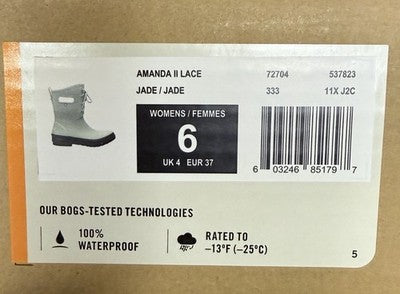 AMANDA II LACE 72704 537823
JADE / JADE 333 11X J2C
WOMENS / FEMMES
6
UK 4 EUR 37
6 03246 85179 7
OUR BOGS-TESTED TECHNOLOGIES
100% WATERPROOF
RATED TO
–13°F (–25°C)
5